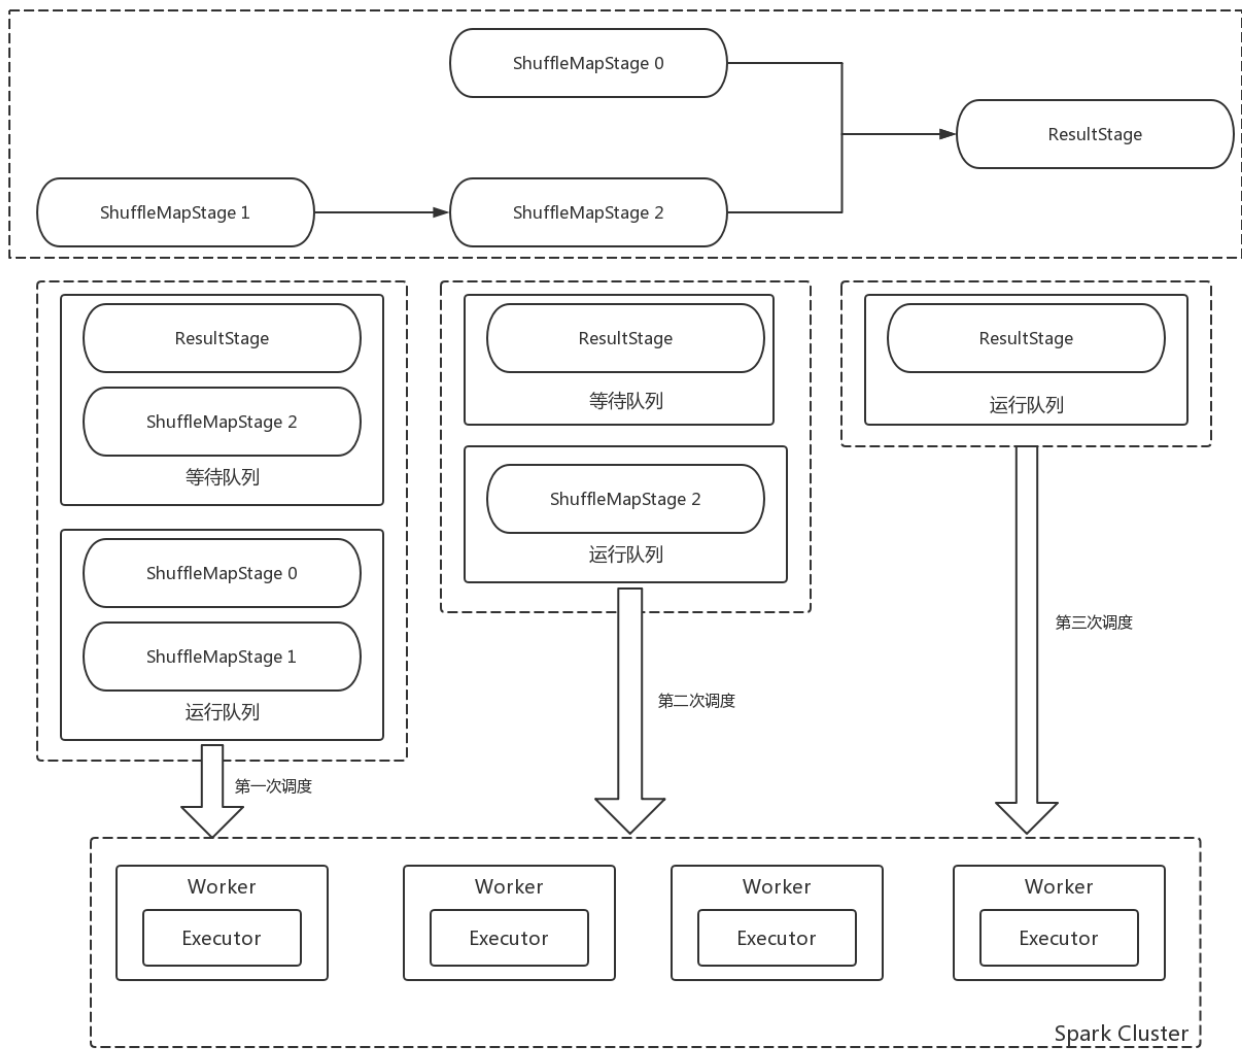 ShuffleMapStage 0
ResultStage
ShuffleMapStage 1
ShuffleMapStage 2
ResultStage
ShuffleMapStage 2
等待队列
ShuffleMapStage 0
ShuffleMapStage 1
运行队列
第一次调度
ResultStage
等待队列
ShuffleMapStage 2
运行队列
第二次调度
ResultStage
运行队列
第三次调度
Worker
Executor
Worker
Executor
Worker
Executor
Worker
Executor
Spark Cluster